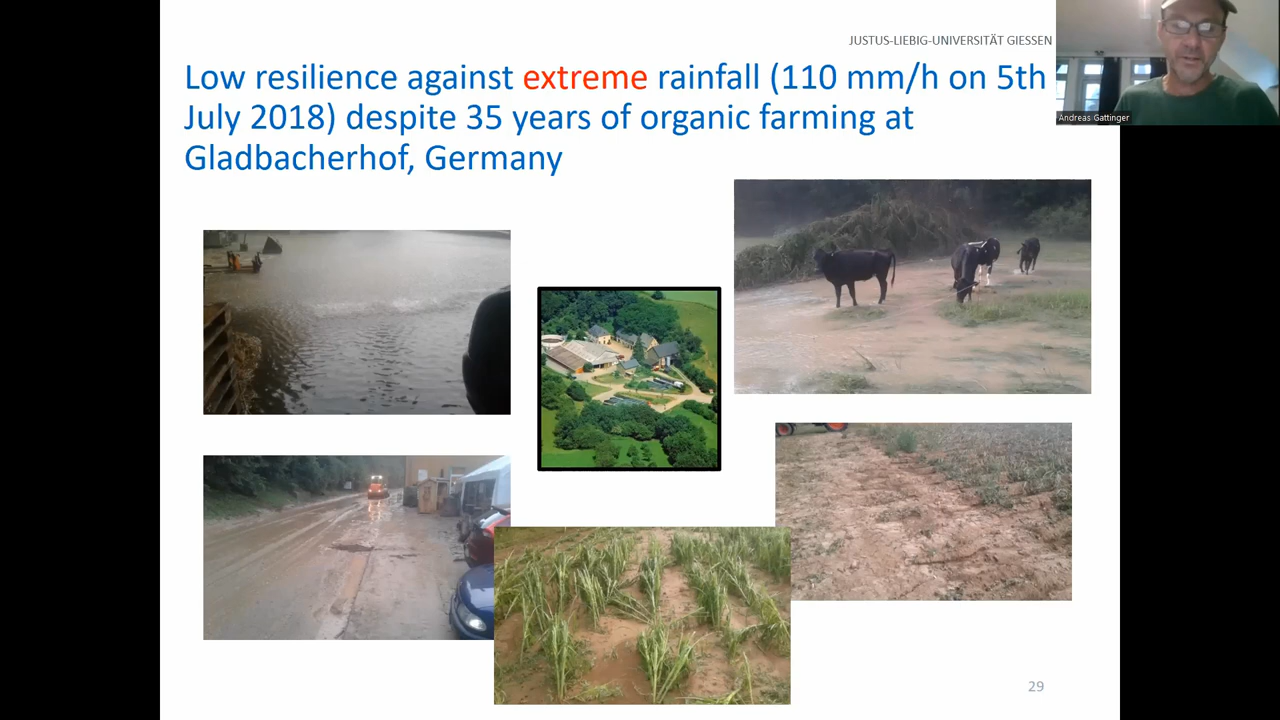 JUSTUS-LIEBIG-UNIVERSITÄT GIESSEN
Low resilience against extreme rainfall (110 mm/h on 5th
July 2018) despite 35 years of organic farming at
Gladbacherhof, Germany
Andreas Gattinger
29